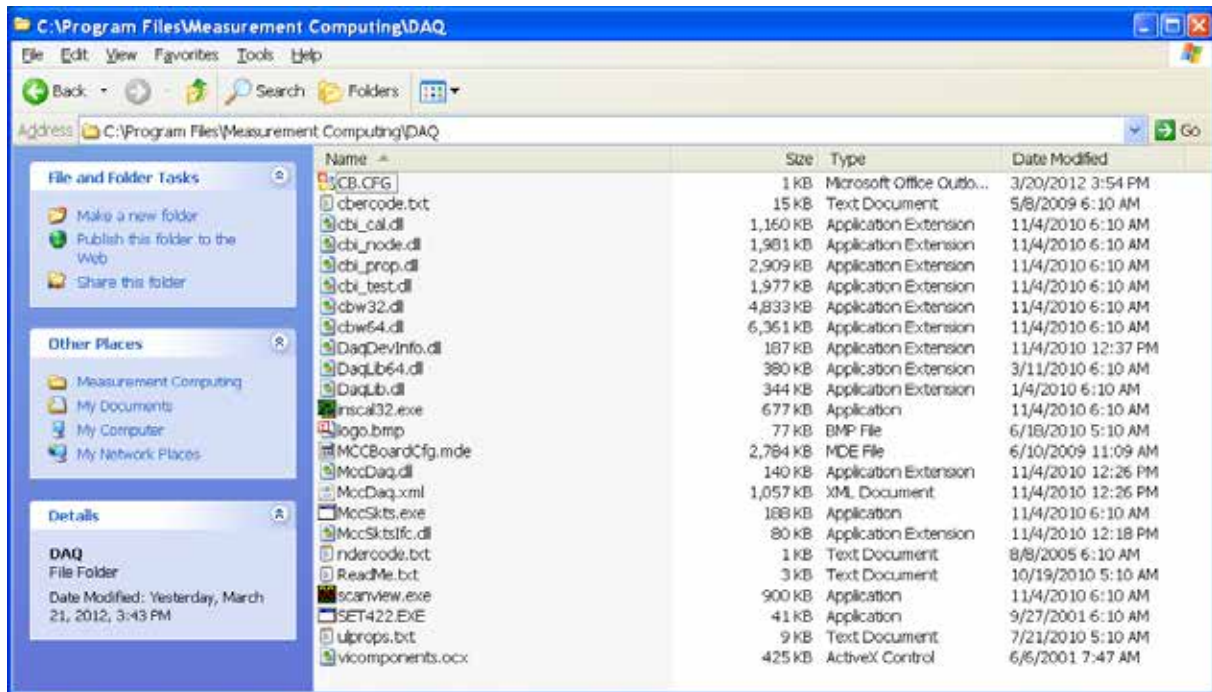 C:\Program Files\Measurement Computing\DAQ
File Edit View Favorites Tools Help
Back Search Folders
Address C:\Program Files\Measurement Computing\DAQ Go
File and Folder Tasks
Make a new folder
Publish this folder to the
Web
Share this folder
Other Places
Measurement Computing
My Documents
My Computer
My Network Places
Details
DAQ
File Folder
Date Modified: Yesterday, March
21, 2012, 3:43 PM
Name Size Type Date Modified
CB.CFG 1 KB Microsoft Office Outlo... 3/20/2012 3:54 PM
cbercode.txt 15 KB Text Document 5/8/2009 6:10 AM
cbi_cal.dll 1,160 KB Application Extension 11/4/2010 6:10 AM
cbi_node.dll 1,981 KB Application Extension 11/4/2010 6:10 AM
cbi_prop.dll 2,909 KB Application Extension 11/4/2010 6:10 AM
cbi_test.dll 1,977 KB Application Extension 11/4/2010 6:10 AM
cbw32.dll 4,833 KB Application Extension 11/4/2010 6:10 AM
cbw64.dll 6,361 KB Application Extension 11/4/2010 6:10 AM
DaqDevInfo.dll 187 KB Application Extension 11/4/2010 12:37 PM
DaqLib64.dll 380 KB Application Extension 3/11/2010 6:10 AM
DaqLib.dll 344 KB Application Extension 1/4/2010 6:10 AM
inscal32.exe 677 KB Application 11/4/2010 6:10 AM
logo.bmp 77 KB BMP File 6/18/2010 5:10 AM
MCCBoardCfg.mde 2,784 KB MDE File 6/10/2009 11:09 AM
MccDaq.dll 140 KB Application Extension 11/4/2010 12:26 PM
MccDaq.xml 1,057 KB XML Document 11/4/2010 12:26 PM
MccSkts.exe 188 KB Application 11/4/2010 6:10 AM
MccSktsIfc.dll 80 KB Application Extension 11/4/2010 12:18 PM
ndercode.txt 1 KB Text Document 8/8/2005 6:10 AM
ReadMe.txt 3 KB Text Document 10/19/2010 5:10 AM
scanview.exe 900 KB Application 11/4/2010 6:10 AM
SET422.EXE 41 KB Application 9/27/2001 6:10 AM
ulprops.txt 9 KB Text Document 7/21/2010 5:10 AM
vicomponents.ocx 425 KB ActiveX Control 6/6/2001 7:47 AM